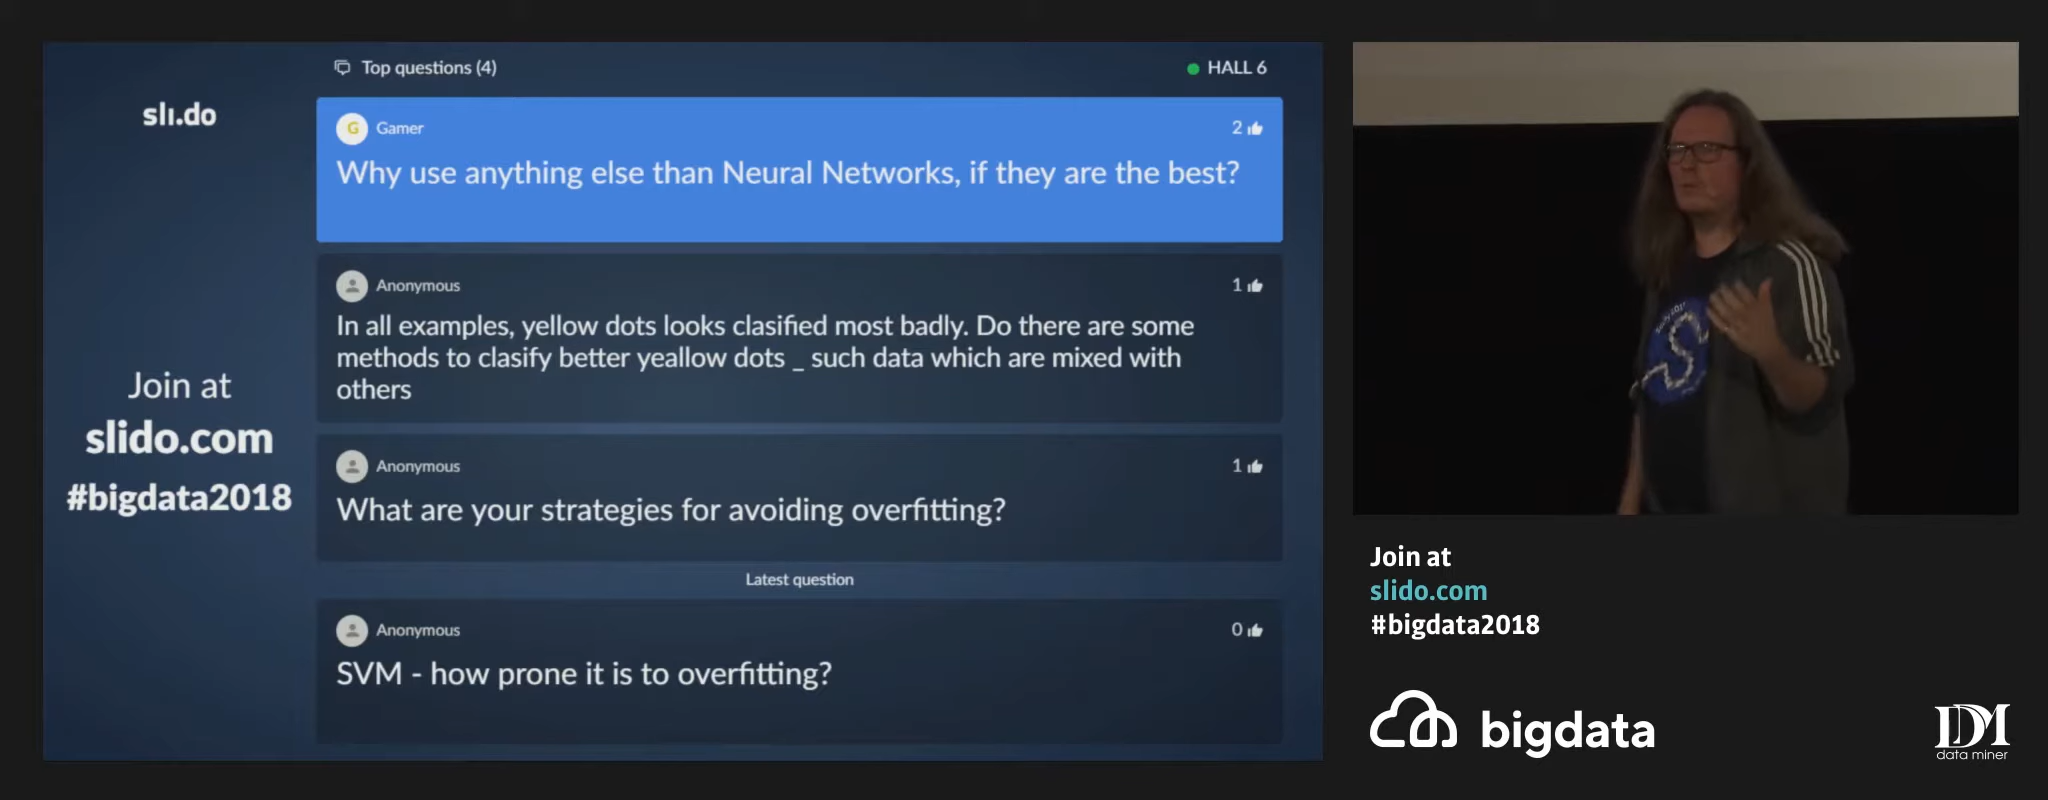 Top questions (4)
HALL 6
sli.do
G Gamer
2
Why use anything else than Neural Networks, if they are the best?
Anonymous
1
In all examples, yellow dots looks clasified most badly. Do there are some
methods to clasify better yeallow dots _ such data which are mixed with
others
Anonymous
1
What are your strategies for avoiding overfitting?
Latest question
Anonymous
0
SVM - how prone it is to overfitting?
Join at
slido.com
#bigdata2018
Join at
slido.com
#bigdata2018
bigdata
DM
data miner